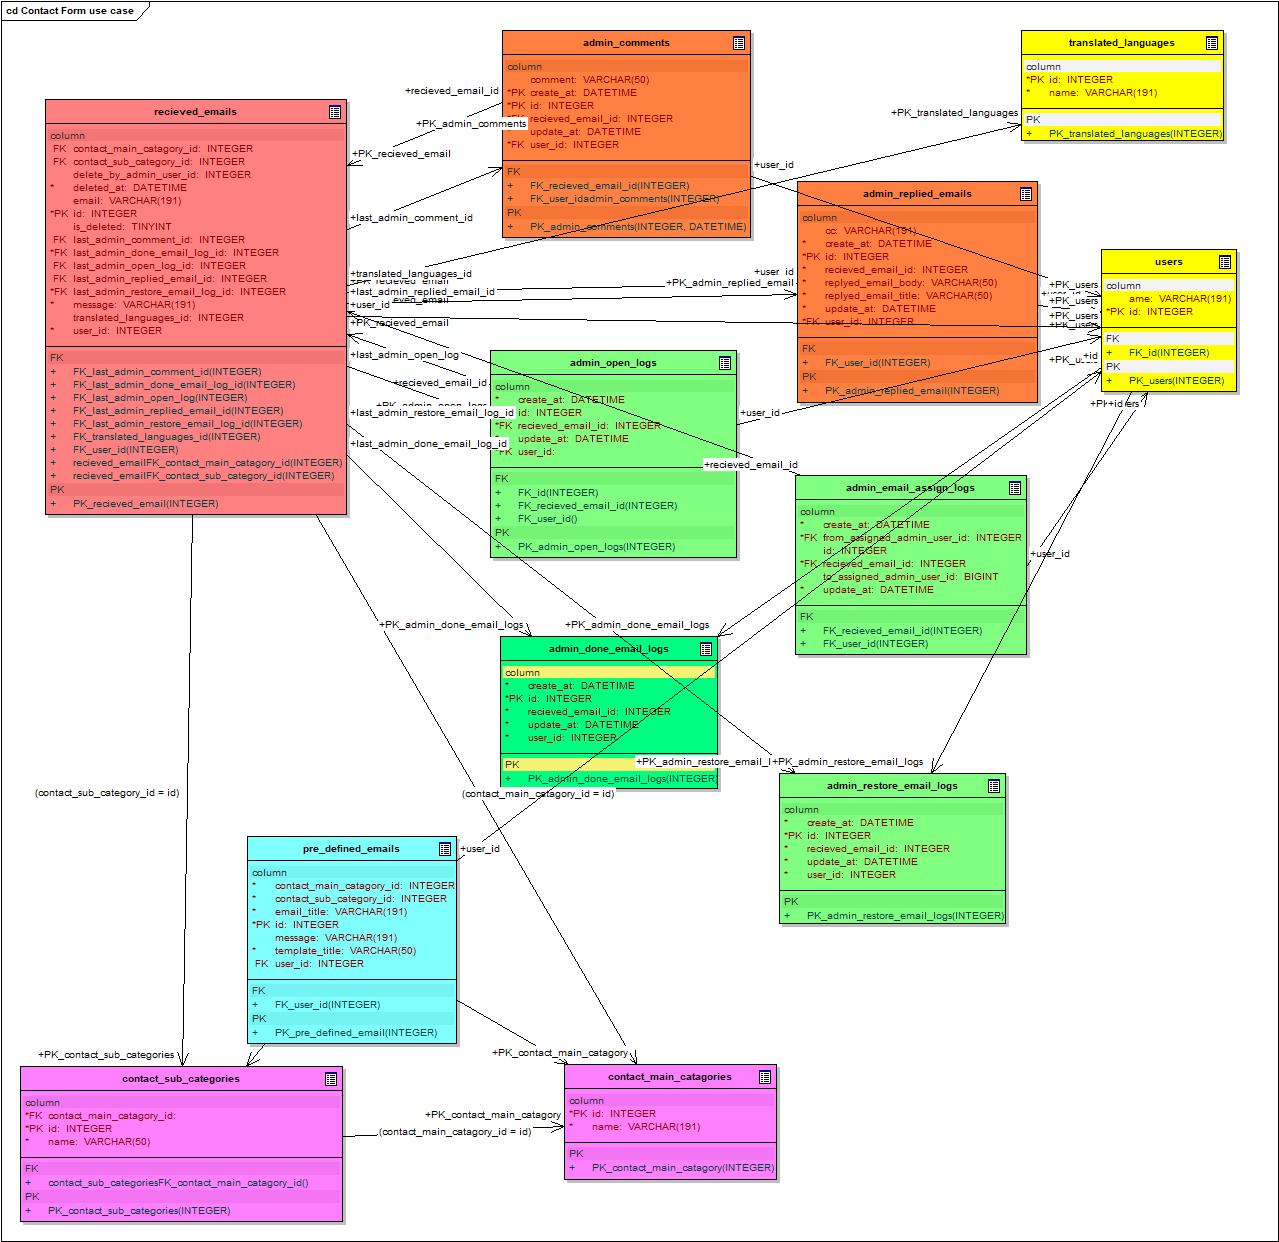 cd Contact Form use case
admin_comments
column
comment: VARCHAR(50)
*PK create_at: DATETIME
*PK id: INTEGER
*FK recieved_email_id: INTEGER
* update_at: DATETIME
*FK user_id: INTEGER
FK
+ FK_recieved_email_id(INTEGER)
+ FK_user_idadmin_comments(INTEGER)
PK
+ PK_admin_comments(INTEGER, DATETIME)
translated_languages
column
*PK id: INTEGER
* name: VARCHAR(191)
PK
+ PK_translated_languages(INTEGER)
recieved_emails
column
FK contact_main_catagory_id: INTEGER
FK contact_sub_category_id: INTEGER
delete_by_admin_user_id: INTEGER
* deleted_at: DATETIME
email: VARCHAR(191)
*PK id: INTEGER
is_deleted: TINYINT
FK last_admin_comment_id: INTEGER
*FK last_admin_done_email_log_id: INTEGER
FK last_admin_open_log_id: INTEGER
FK last_admin_replied_email_id: INTEGER
*FK last_admin_restore_email_log_id: INTEGER
* message: VARCHAR(191)
translated_languages_id: INTEGER
* user_id: INTEGER
FK
+ FK_last_admin_comment_id(INTEGER)
+ FK_last_admin_done_email_log_id(INTEGER)
+ FK_last_admin_open_log(INTEGER)
+ FK_last_admin_replied_email_id(INTEGER)
+ FK_last_admin_restore_email_log_id(INTEGER)
+ FK_translated_languages_id(INTEGER)
+ FK_user_id(INTEGER)
+ recieved_emailFK_contact_main_catagory_id(INTEGER)
+ recieved_emailFK_contact_sub_category_id(INTEGER)
PK
+ PK_recieved_email(INTEGER)
+recieved_email_id
+PK_admin_comments
+PK_recieved_email
+last_admin_comment_id
+translated_languages_id
+last_admin_replied_email_id
+user_id
+PK_recieved_email
+last_admin_open_log
+recieved_email_id
+last_admin_restore_email_log_id
+last_admin_done_email_log_id
+PK_translated_languages
+user_id
+user_id
+PK_admin_replied_email
admin_replied_emails
column
cc: VARCHAR(191)
* create_at: DATETIME
*PK id: INTEGER
* recieved_email_id: INTEGER
* replyed_email_body: VARCHAR(50)
* replyed_email_title: VARCHAR(50)
* update_at: DATETIME
*FK user_id: INTEGER
FK
+ FK_user_id(INTEGER)
PK
+ PK_admin_replied_email(INTEGER)
users
column
ame: VARCHAR(191)
*PK id: INTEGER
FK
+ FK_id(INTEGER)
PK
+ PK_users(INTEGER)
+PK_users
+PK_users
+PK_users
+id
admin_open_logs
column
* create_at: DATETIME
id: INTEGER
*FK recieved_email_id: INTEGER
* update_at: DATETIME
FK user_id:
FK
+ FK_id(INTEGER)
+ FK_recieved_email_id(INTEGER)
+ FK_user_id()
PK
+ PK_admin_open_logs(INTEGER)
+user_id
+recieved_email_id
admin_email_assign_logs
column
* create_at: DATETIME
*FK from_assigned_admin_user_id: INTEGER
id: INTEGER
*FK recieved_email_id: INTEGER
to_assigned_admin_user_id: BIGINT
* update_at: DATETIME
FK
+ FK_recieved_email_id(INTEGER)
+ FK_user_id(INTEGER)
+user_id
+PK_admin_done_email_logs
+PK_admin_done_email_logs
admin_done_email_logs
column
* create_at: DATETIME
*PK id: INTEGER
* recieved_email_id: INTEGER
* update_at: DATETIME
* user_id: INTEGER
PK
+ PK_admin_done_email_logs(INTEGER)
+PK_admin_restore_email_l
+PK_admin_restore_email_logs
admin_restore_email_logs
column
* create_at: DATETIME
*PK id: INTEGER
* recieved_email_id: INTEGER
* update_at: DATETIME
* user_id: INTEGER
PK
+ PK_admin_restore_email_logs(INTEGER)
(contact_sub_category_id = id)
(contact_main_catagory_id = id)
pre_defined_emails
column
* contact_main_catagory_id: INTEGER
* contact_sub_category_id: INTEGER
* email_title: VARCHAR(191)
*PK id: INTEGER
message: VARCHAR(191)
* template_title: VARCHAR(50)
FK user_id: INTEGER
FK
+ FK_user_id(INTEGER)
PK
+ PK_pre_defined_email(INTEGER)
+user_id
+PK_contact_sub_categories
+PK_contact_main_catagory
contact_sub_categories
column
*FK contact_main_catagory_id:
*PK id: INTEGER
* name: VARCHAR(50)
FK
+ contact_sub_categoriesFK_contact_main_catagory_id()
PK
+ PK_contact_sub_categories(INTEGER)
+PK_contact_main_catagory
(contact_main_catagory_id = id)
contact_main_catagories
column
*PK id: INTEGER
* name: VARCHAR(191)
PK
+ PK_contact_main_catagory(INTEGER)